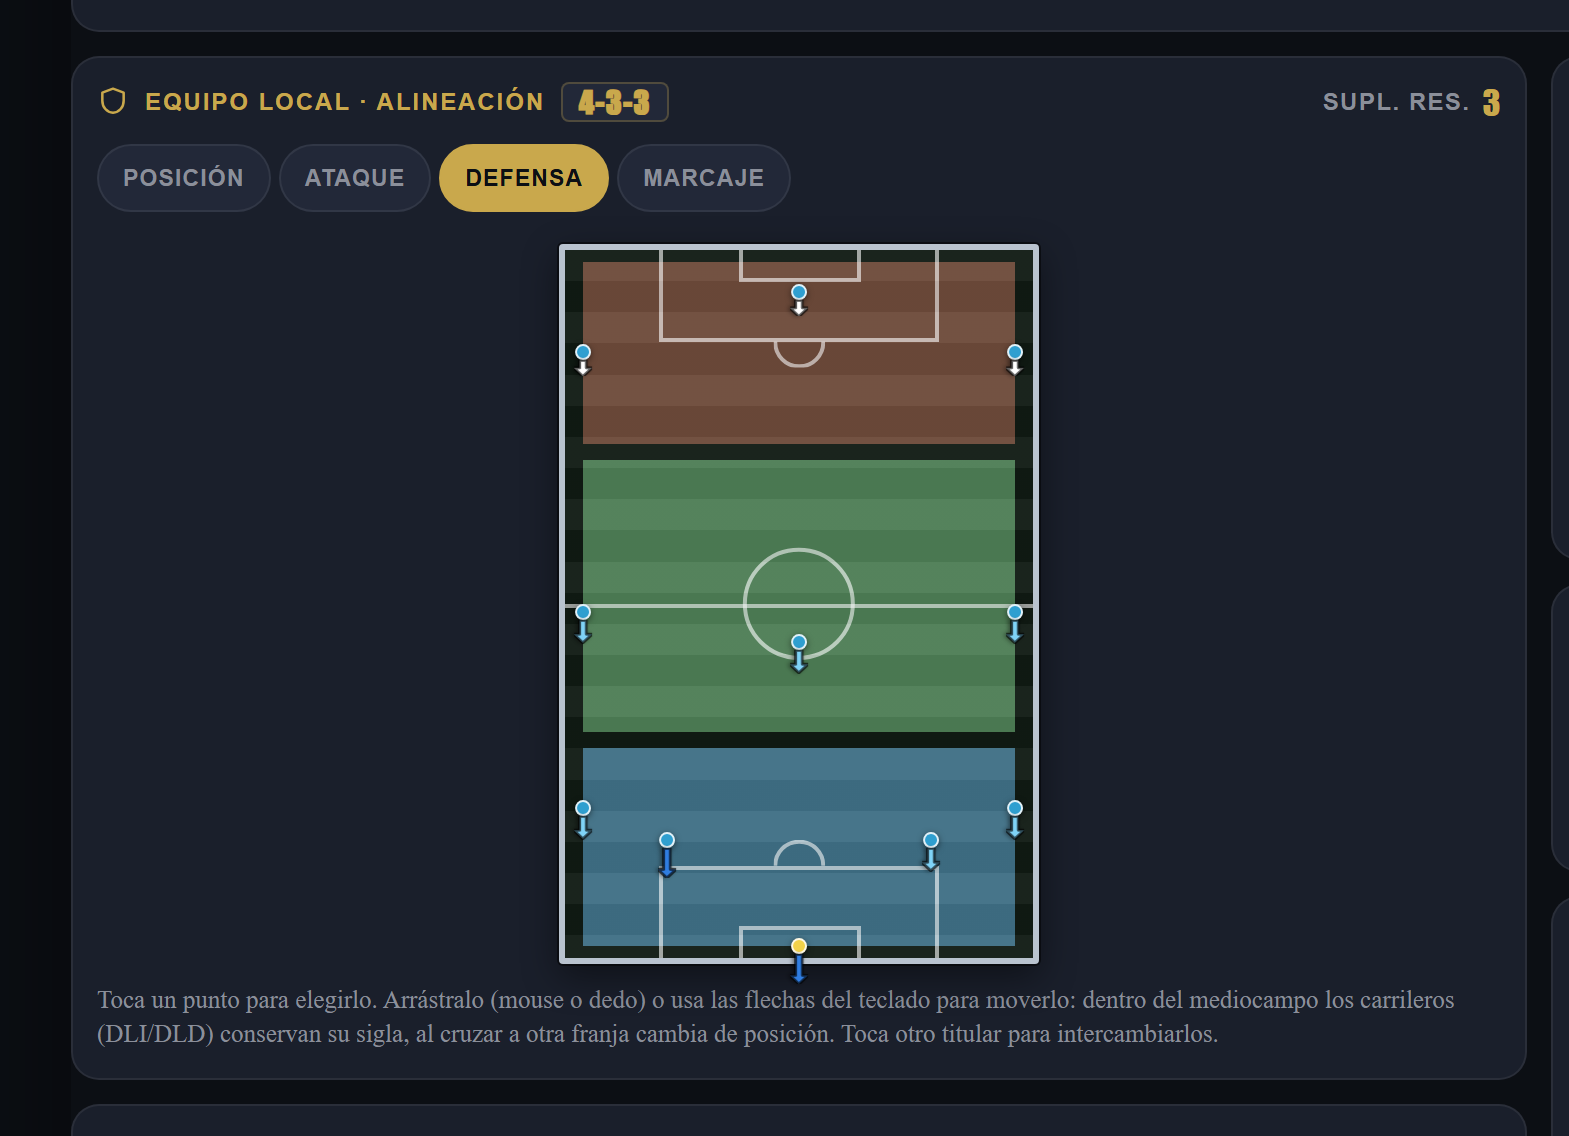 EQUIPO LOCAL · ALINEACIÓN 4-3-3 SUPL. RES. 3
POSICIÓN ATAQUE DEFENSA MARCAJE
Toca un punto para elegirlo. Arrástralo (mouse o dedo) o usa las flechas del teclado para moverlo: dentro del mediocampo los carrileros
(DLI/DLD) conservan su sigla, al cruzar a otra franja cambia de posición. Toca otro titular para intercambiarlos.